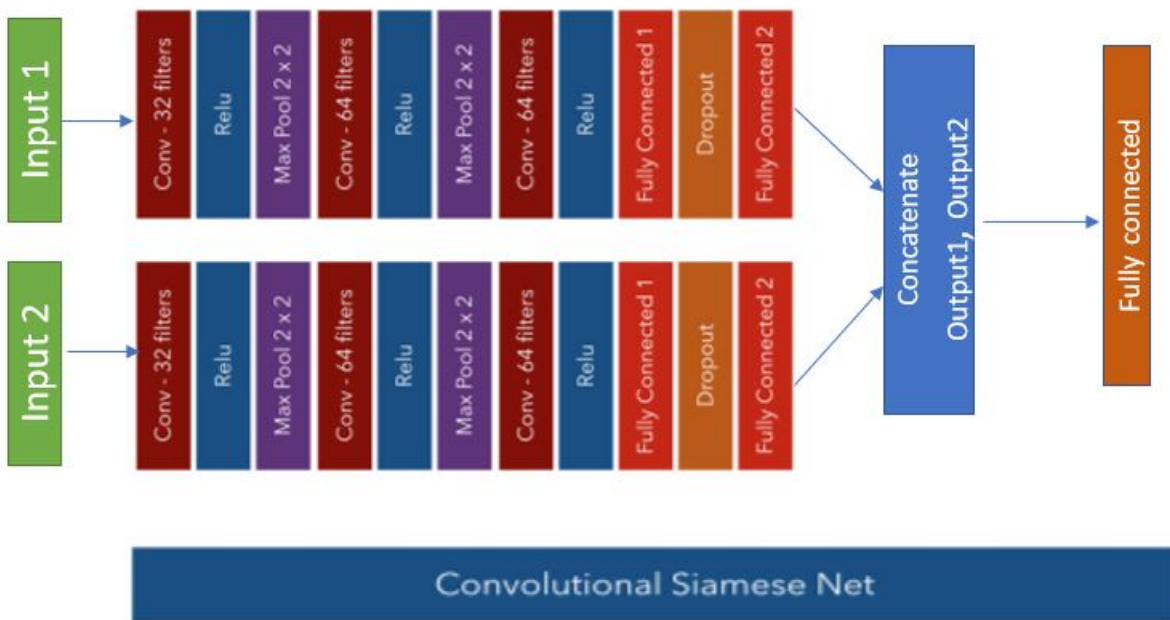 Input 1
Conv - 32 filters
Relu
Max Pool 2 x 2
Conv - 64 filters
Relu
Max Pool 2 x 2
Conv - 64 filters
Relu
Fully Connected 1
Dropout
Fully Connected 2
Input 2
Conv - 32 filters
Relu
Max Pool 2 x 2
Conv - 64 filters
Relu
Max Pool 2 x 2
Conv - 64 filters
Relu
Fully Connected 1
Dropout
Fully Connected 2
Concatenate
Output1, Output2
Fully connected
Convolutional Siamese Net